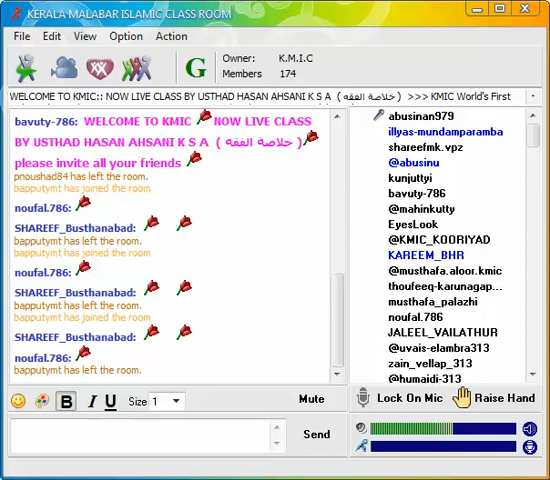 KERALA MALABAR ISLAMIC CLASS ROOM
File Edit View Option Action
G
Owner: K.M.I.C
Members 174
WELCOME TO KMIC:: NOW LIVE CLASS BY USTHAD HASAN AHSANI K S A ( خلاصة الفقه ) >>> KMIC World's First
bavuty-786: WELCOME TO KMIC NOW LIVE CLASS
BY USTHAD HASAN AHSANI K S A ( خلاصة الفقه )
please invite all your friends
pnoushad84 has left the room.
bapputymt has joined the room
noufal.786:
SHAREEF_Busthanabad:
bapputymt has left the room.
bapputymt has joined the room
noufal.786:
SHAREEF_Busthanabad:
bapputymt has left the room.
bapputymt has joined the room
SHAREEF_Busthanabad:
noufal.786:
bapputymt has left the room.
abusinan979
illyas-mundamparamba
shareefmk.vpz
@abusinu
kunjuttyi
bavuty-786
@mahinkutty
EyesLook
@KMIC_KOORIYAD
KAREEM_BHR
@musthafa.aloor.kmic
thoufeeq-karunagap...
musthafa_palazhi
noufal.786
JALEEL_VAILATHUR
@uvais-elambra313
zain_vellap_313
@humaidi-313
B I U Size 1 Mute
Lock On Mic Raise Hand
Send